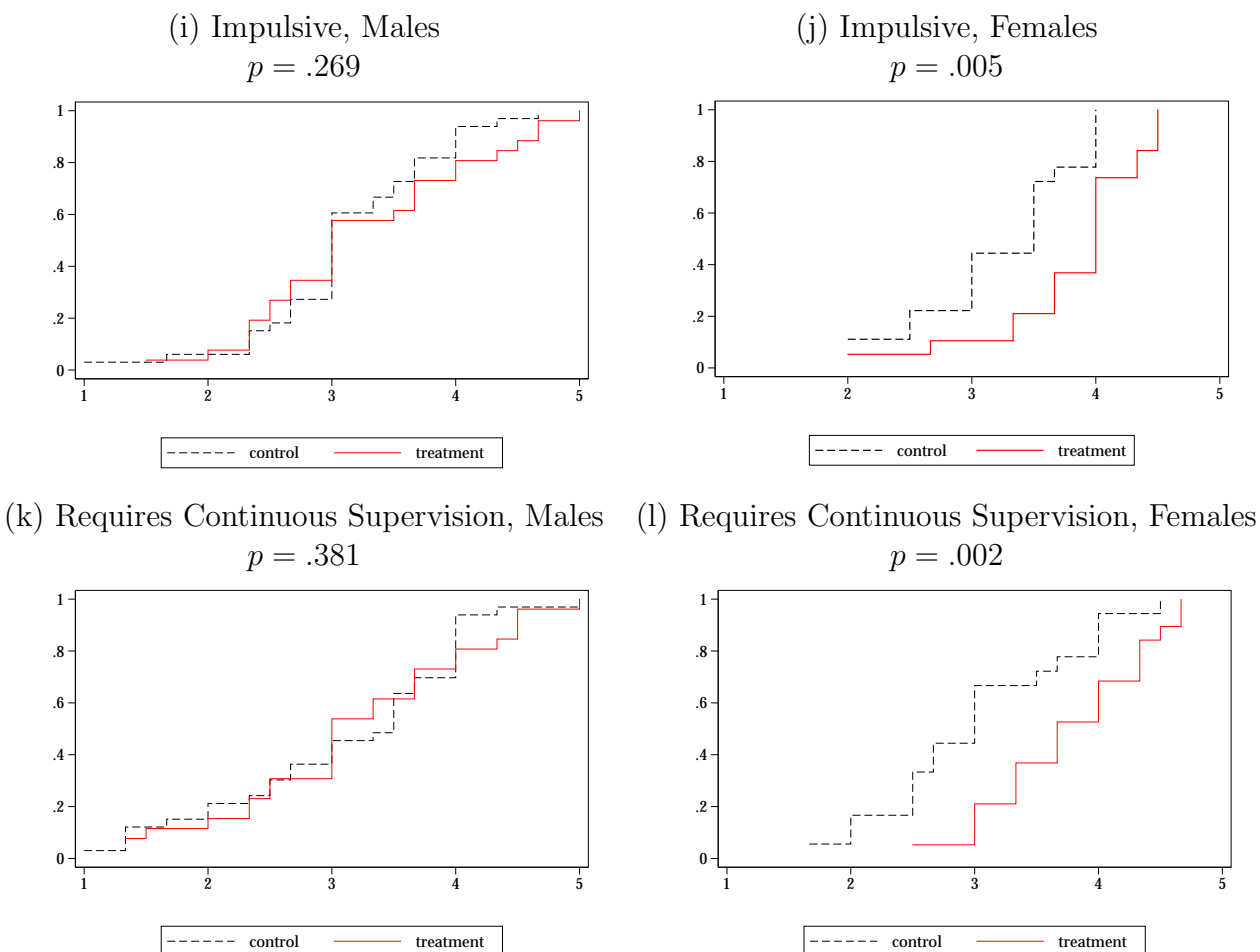 (i) Impulsive, Males
p = .269
1
.8
.6
.4
.2
0
1 2 3 4 5
control treatment
(j) Impulsive, Females
p = .005
1
.8
.6
.4
.2
0
1 2 3 4 5
control treatment
(k) Requires Continuous Supervision, Males
p = .381
1
.8
.6
.4
.2
0
1 2 3 4 5
control treatment
(l) Requires Continuous Supervision, Females
p = .002
1
.8
.6
.4
.2
0
1 2 3 4 5
control treatment